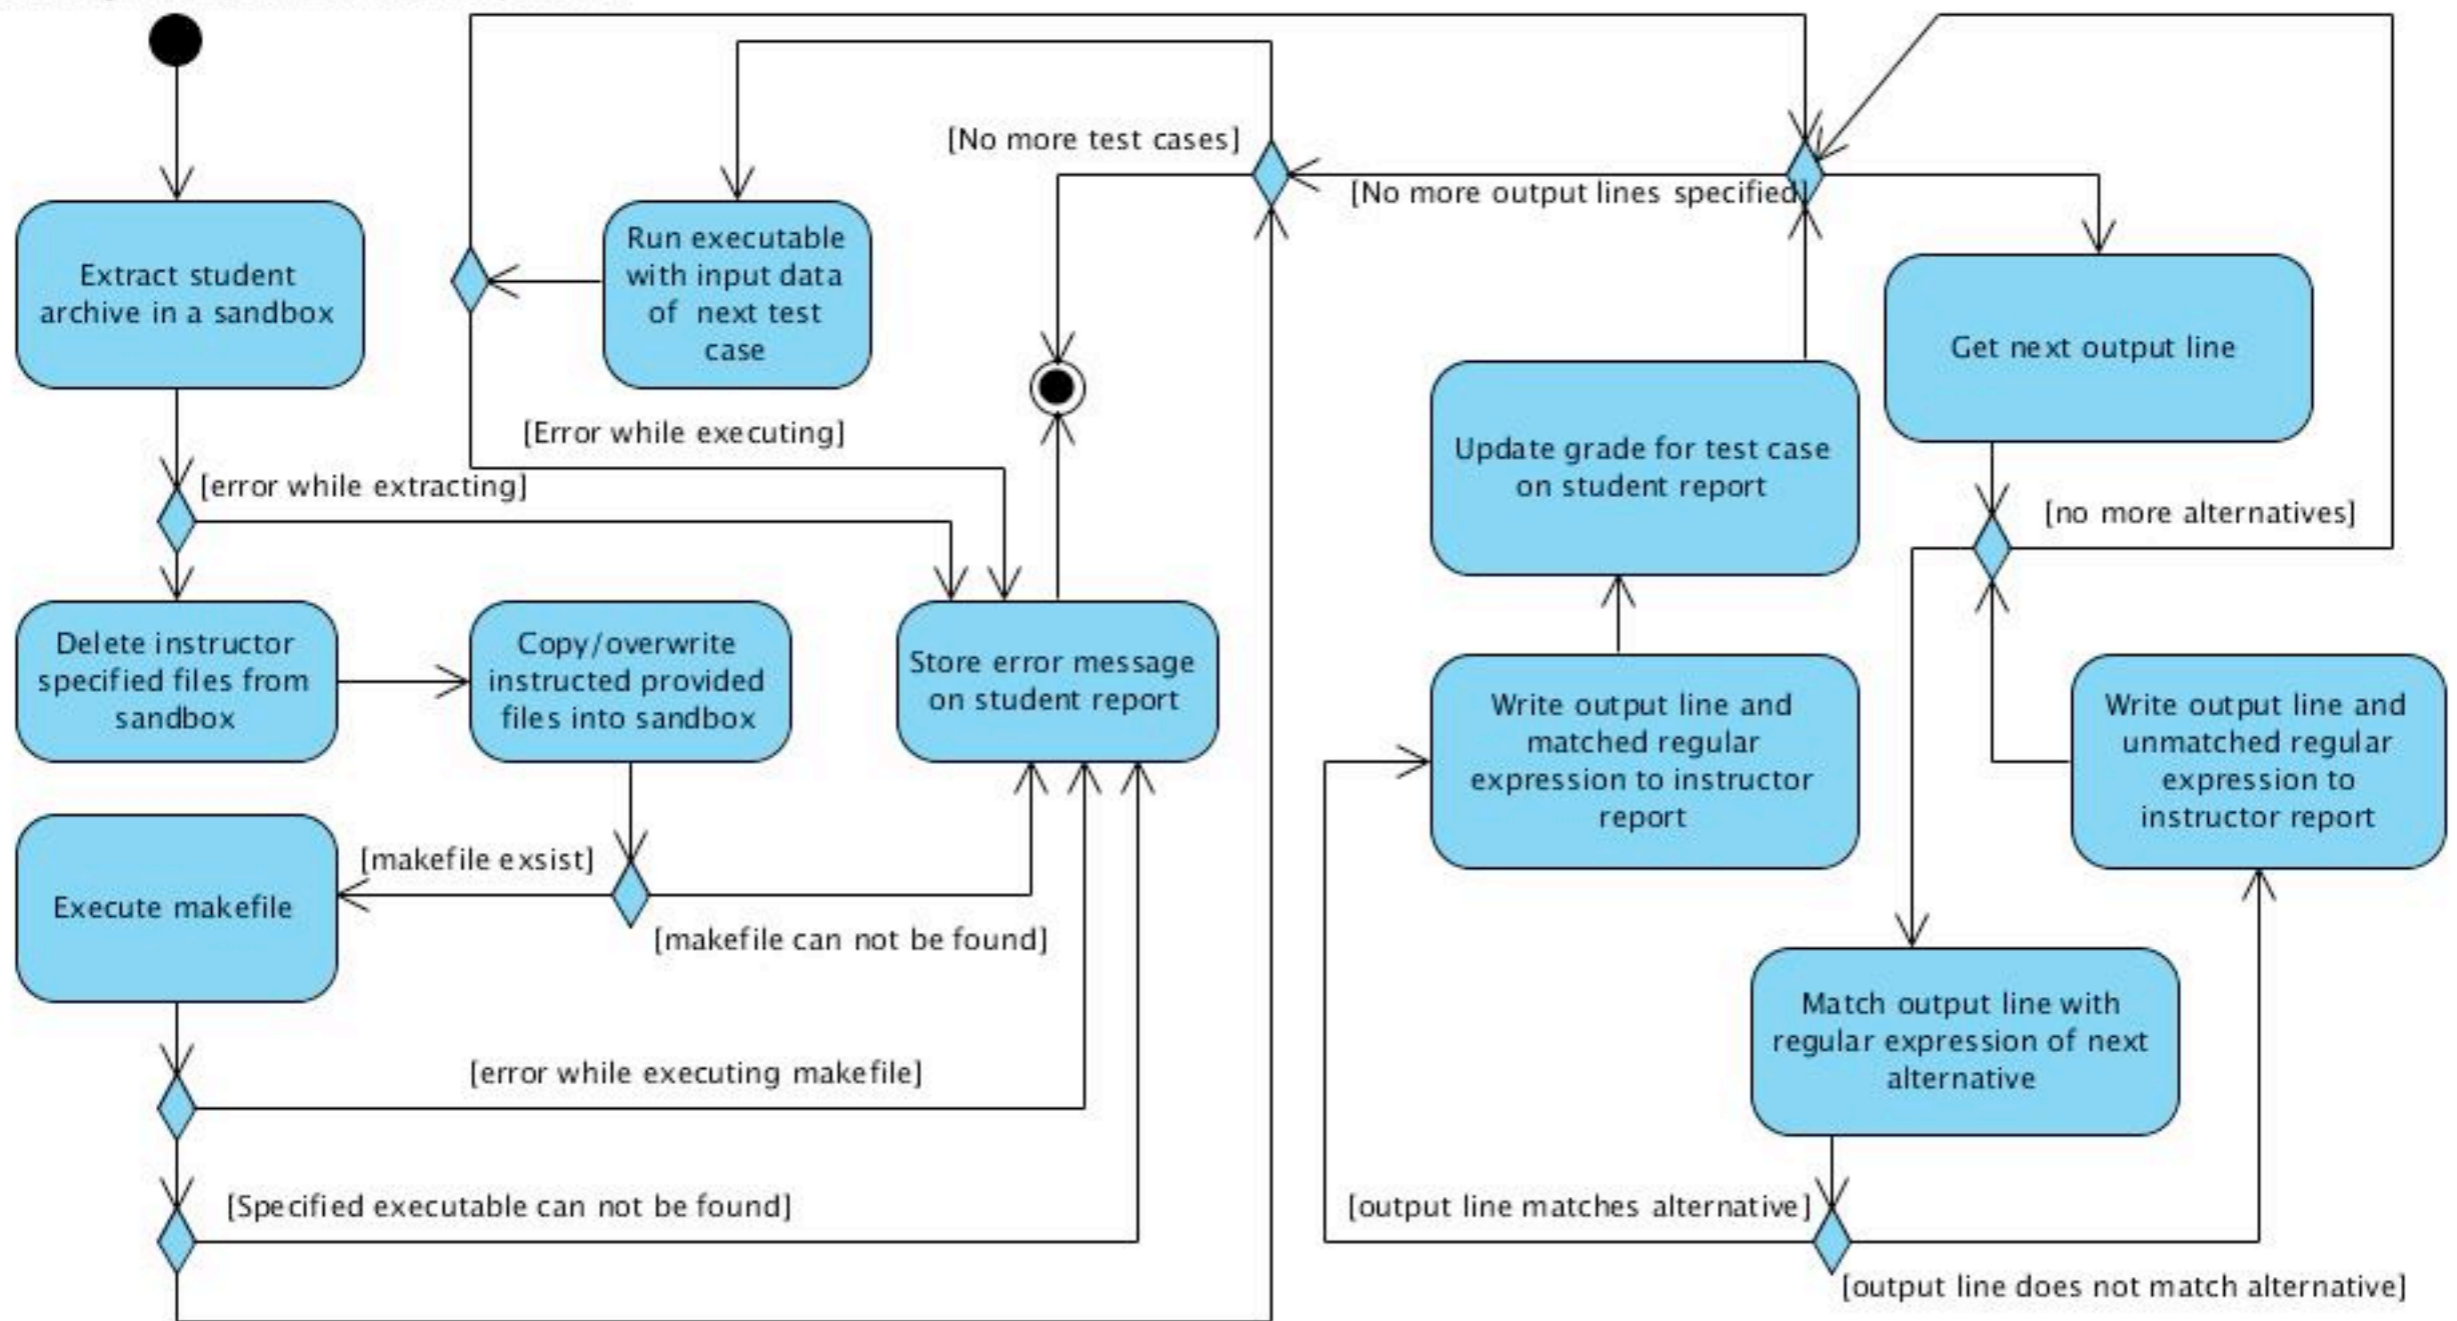 [No more test cases]
[No more output lines specified]
Extract student
archive in a sandbox
Run executable
with input data
of next test
case
Get next output line
[Error while executing]
Update grade for test case
on student report
[error while extracting]
[no more alternatives]
Delete instructor
specified files from
sandbox
Copy/overwrite
instructed provided
files into sandbox
Store error message
on student report
Write output line and
matched regular
expression to instructor
report
Write output line and
unmatched regular
expression to
instructor report
[makefile exsist]
Execute makefile
[makefile can not be found]
Match output line with
regular expression of next
alternative
[error while executing makefile]
[Specified executable can not be found]
[output line matches alternative]
[output line does not match alternative]